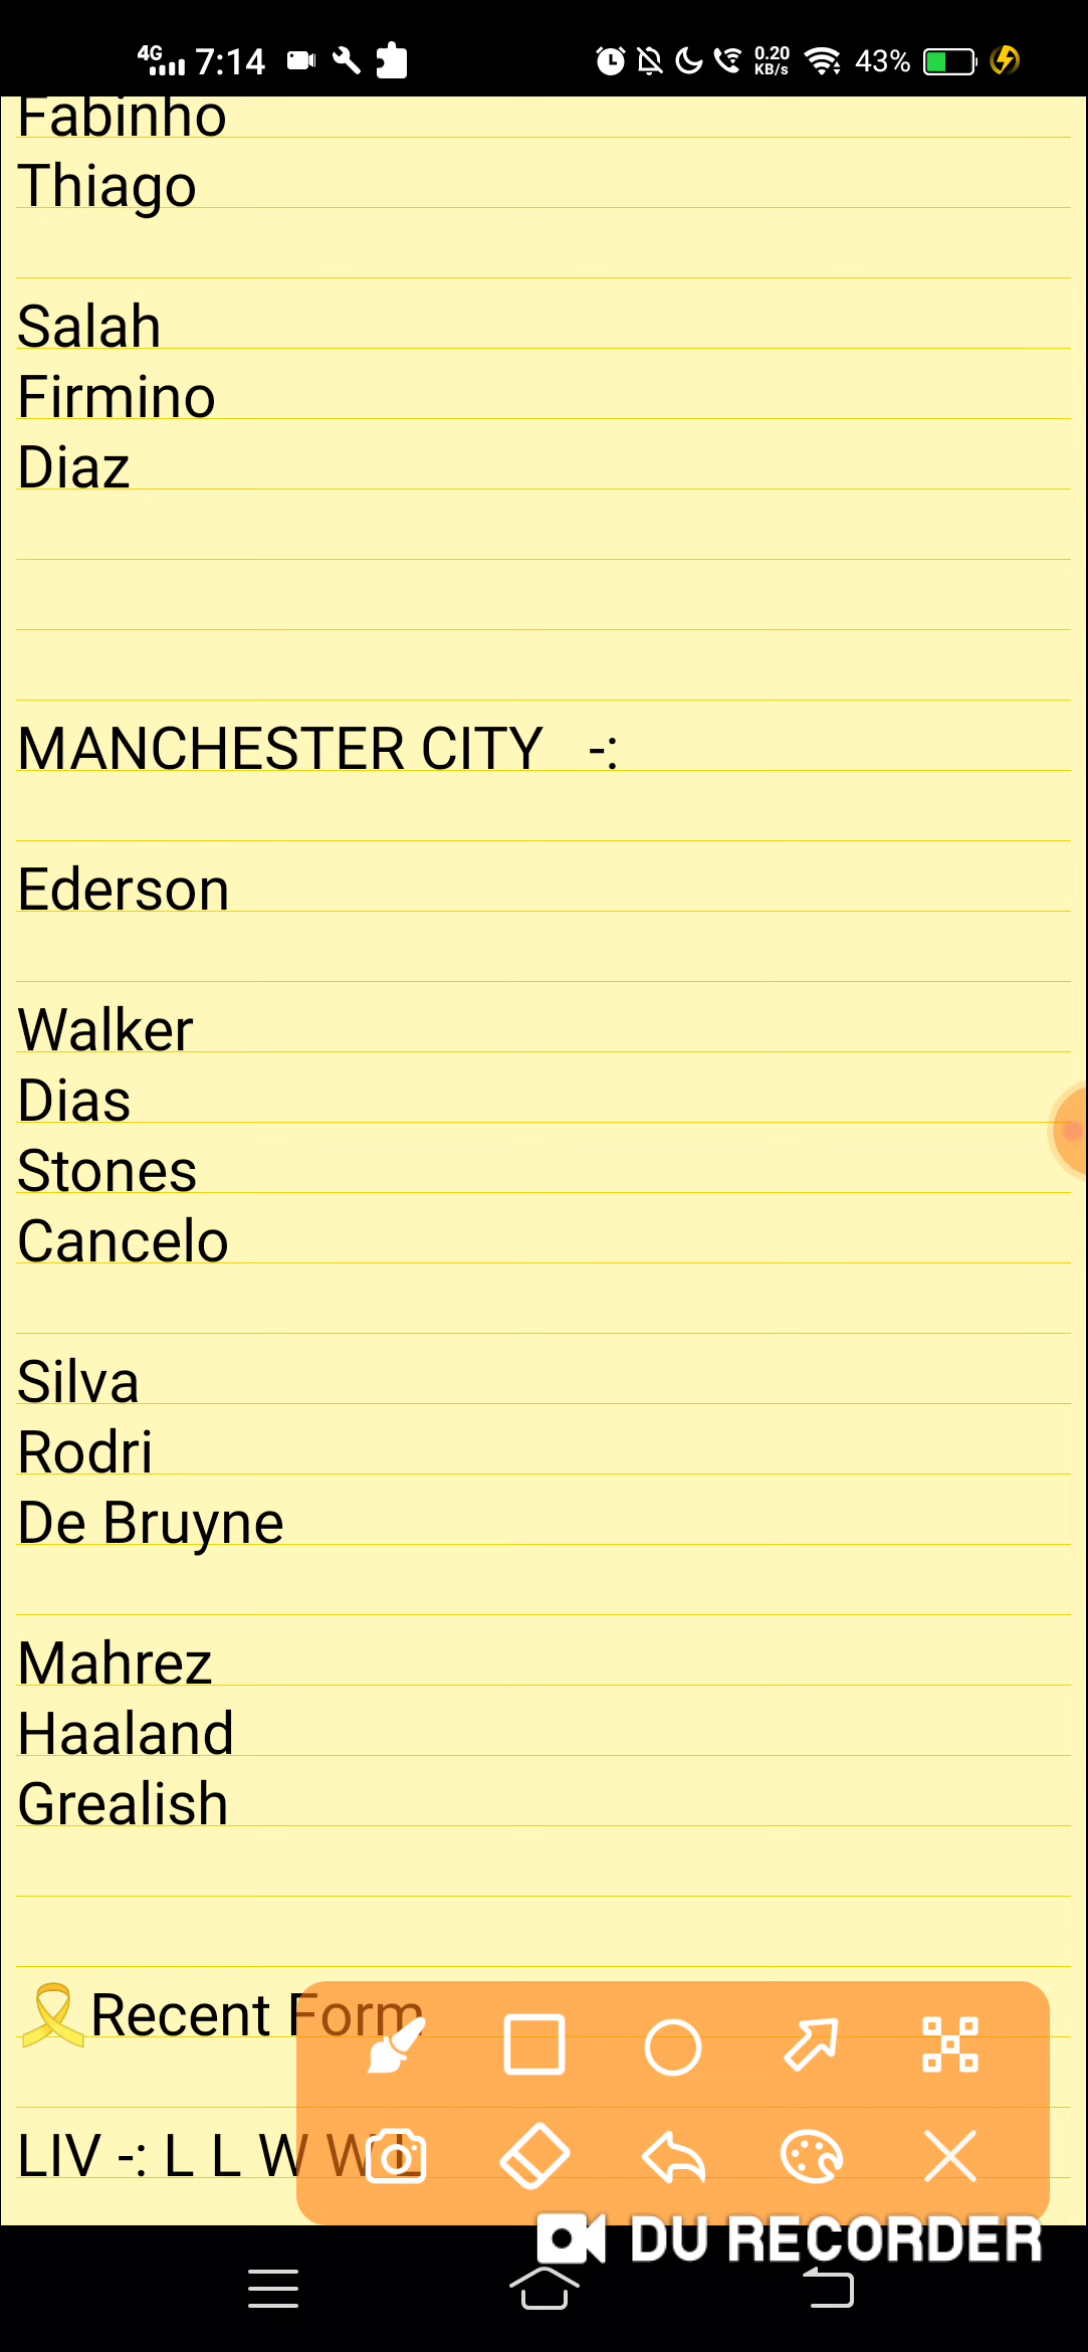 4G 7:14 0.20 KB/s 43%
Fabinho
Thiago
Salah
Firmino
Diaz
MANCHESTER CITY -:
Ederson
Walker
Dias
Stones
Cancelo
Silva
Rodri
De Bruyne
Mahrez
Haaland
Grealish
Recent Form
LIV -: L L W W L
DU RECORDER